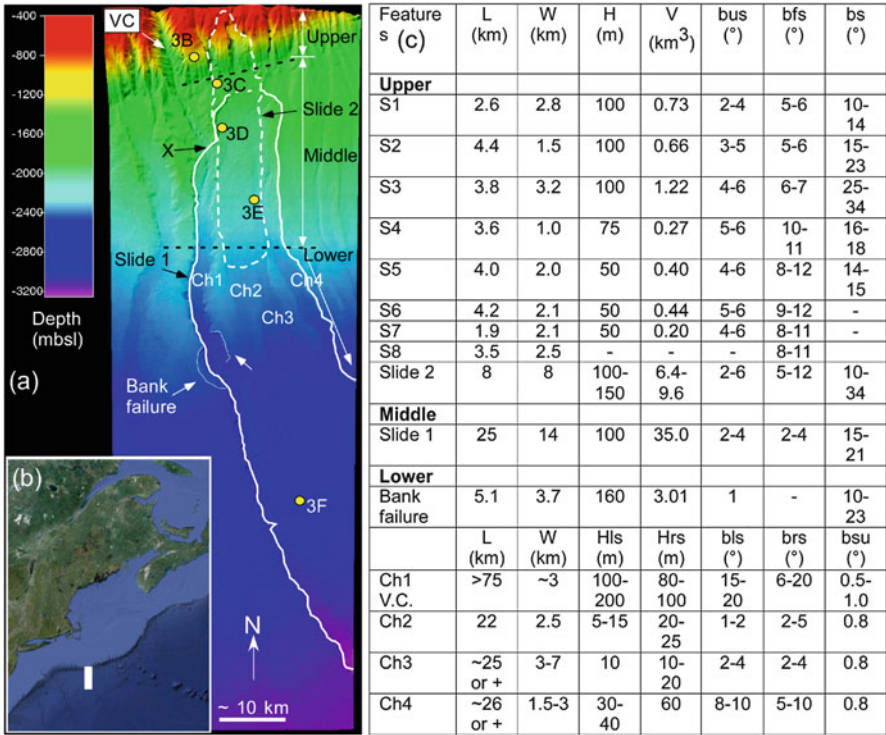 -400
-800
-1200
-1600
-2000
-2400
-2800
-3200
Depth
(mbsl)
(a)
VC
3B
Upper
3C
Slide 2
3D
X
Middle
3E
Slide 1
Lower
Ch1
Ch2
Ch4
Ch3
Bank
failure
3F
N
~ 10 km
(b)
Feature
s (c) L (km) W (km) H (m) V (km3) bus (°) bfs (°) bs (°)
Upper
S1 2.6 2.8 100 0.73 2-4 5-6 10-14
S2 4.4 1.5 100 0.66 3-5 5-6 15-23
S3 3.8 3.2 100 1.22 4-6 6-7 25-34
S4 3.6 1.0 75 0.27 5-6 10-11 16-18
S5 4.0 2.0 50 0.40 4-6 8-12 14-15
S6 4.2 2.1 50 0.44 5-6 9-12 -
S7 1.9 2.1 50 0.20 4-6 8-11 -
S8 3.5 2.5 - - - 8-11
Slide 2 8 8 100-150 6.4-9.6 2-6 5-12 10-34
Middle
Slide 1 25 14 100 35.0 2-4 2-4 15-21
Lower
Bank failure 5.1 3.7 160 3.01 1 - 10-23
L (km) W (km) Hls (m) Hrs (m) bls (°) brs (°) bsu (°)
Ch1 V.C. >75 ~3 100-200 80-100 15-20 6-20 0.5-1.0
Ch2 22 2.5 5-15 20-25 1-2 2-5 0.8
Ch3 ~25 or + 3-7 10 10-20 2-4 2-4 0.8
Ch4 ~26 or + 1.5-3 30-40 60 8-10 5-10 0.8